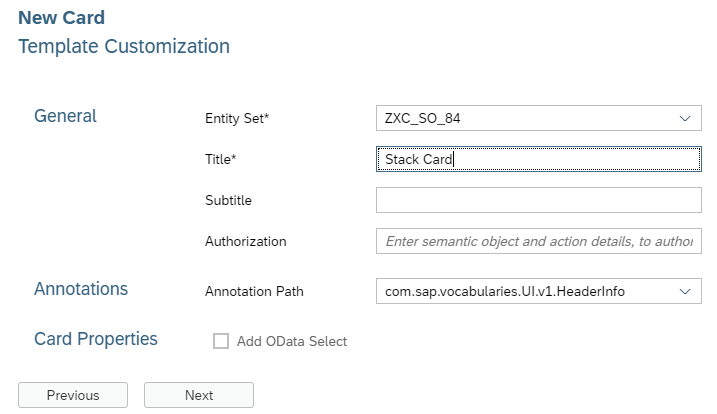 New Card
Template Customization
General
Entity Set*
ZXC_SO_84
Title*
Stack Card
Subtitle
Authorization
Enter semantic object and action details, to author
Annotations
Annotation Path
com.sap.vocabularies.UI.v1.HeaderInfo
Card Properties
Add OData Select
Previous
Next